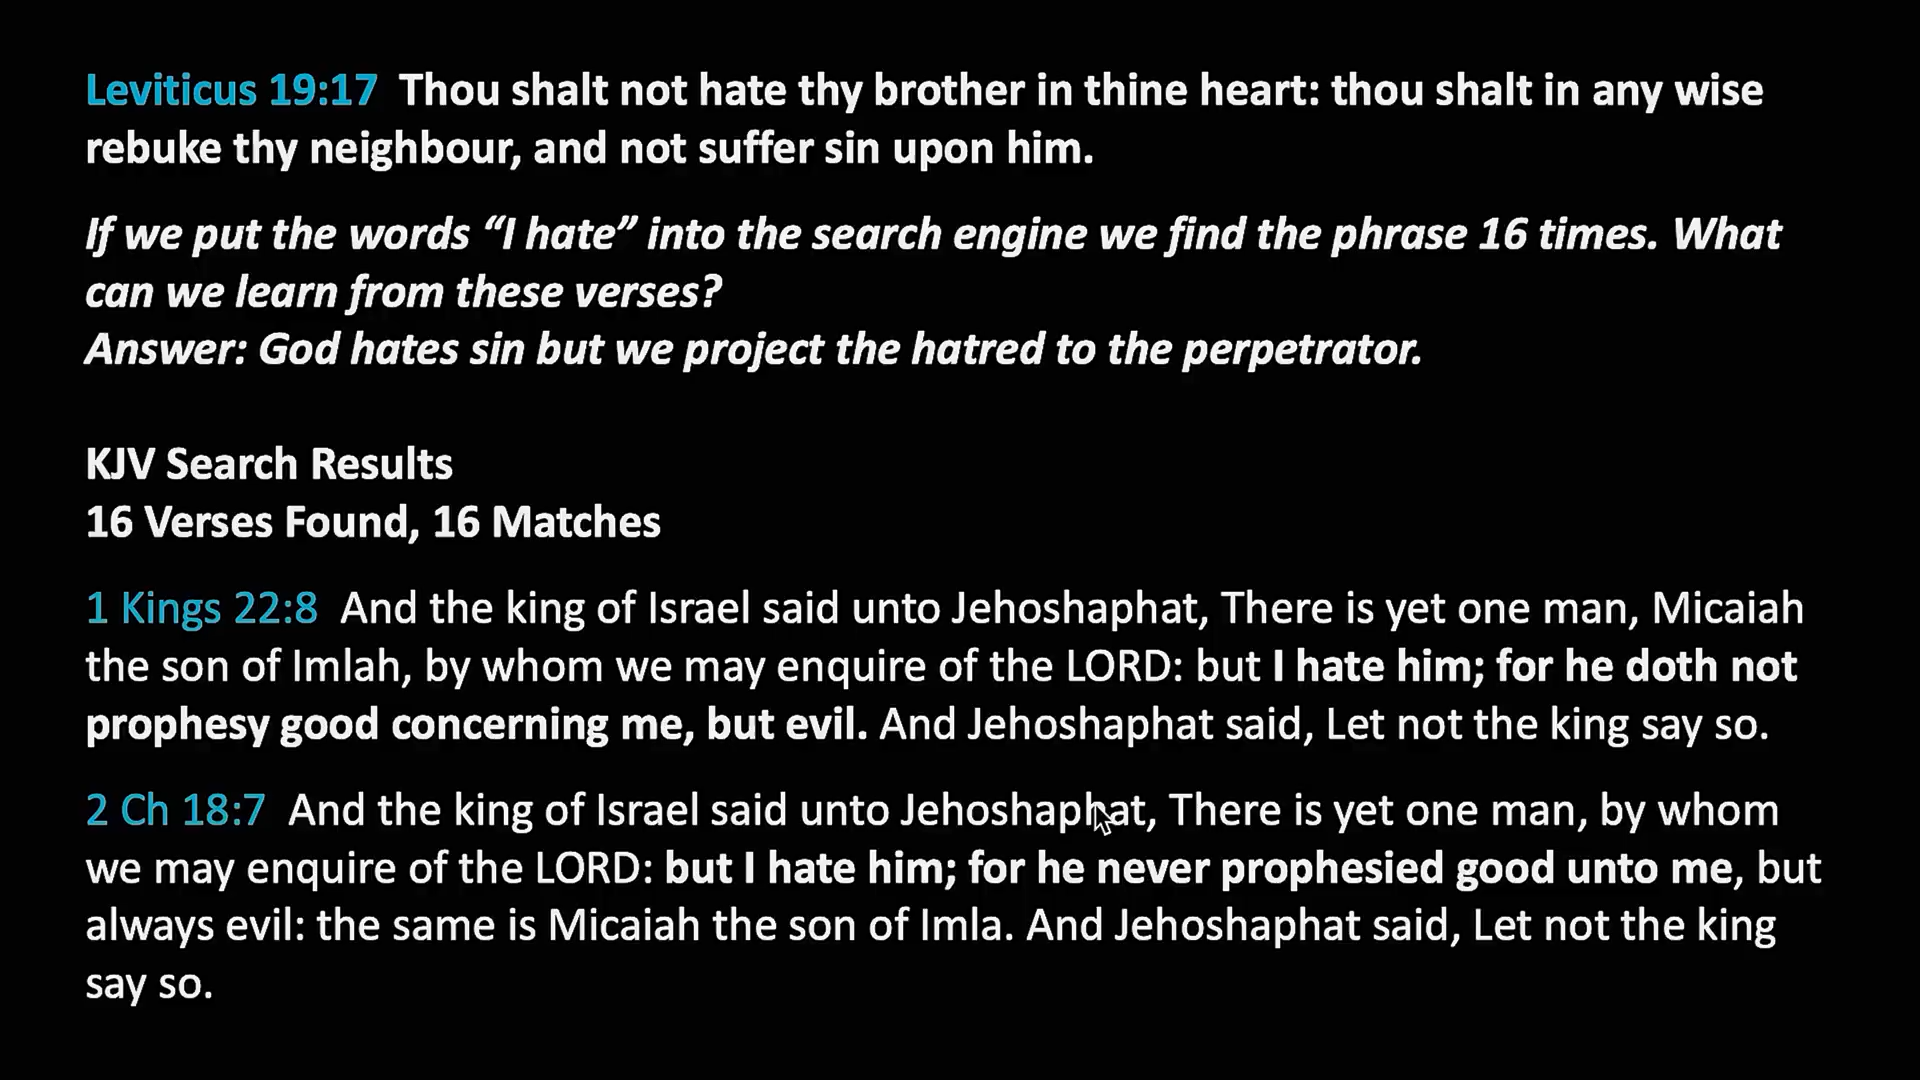 Leviticus 19:17  Thou shalt not hate thy brother in thine heart: thou shalt in any wise
rebuke thy neighbour, and not suffer sin upon him.
If we put the words “I hate” into the search engine we find the phrase 16 times. What
can we learn from these verses?
Answer: God hates sin but we project the hatred to the perpetrator.
KJV Search Results
16 Verses Found, 16 Matches
1 Kings 22:8  And the king of Israel said unto Jehoshaphat, There is yet one man, Micaiah
the son of Imlah, by whom we may enquire of the LORD: but I hate him; for he doth not
prophesy good concerning me, but evil. And Jehoshaphat said, Let not the king say so.
2 Ch 18:7  And the king of Israel said unto Jehoshaphat, There is yet one man, by whom
we may enquire of the LORD: but I hate him; for he never prophesied good unto me, but
always evil: the same is Micaiah the son of Imla. And Jehoshaphat said, Let not the king
say so.